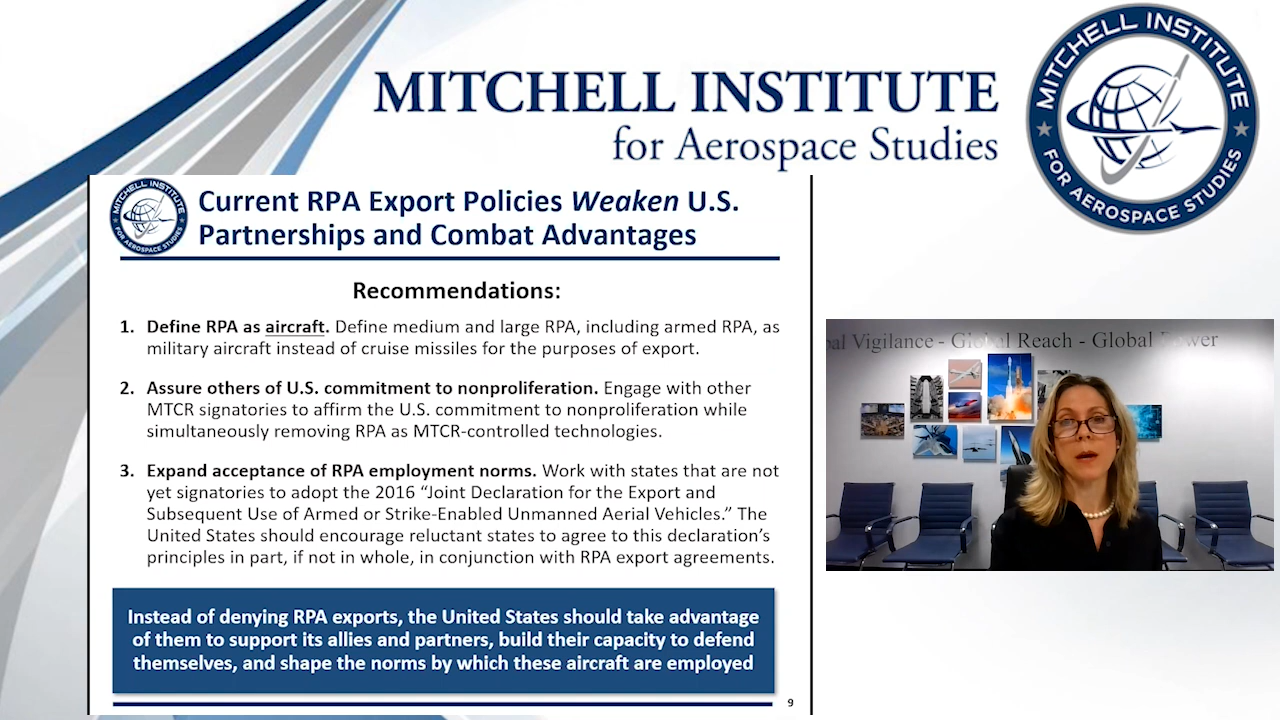 MITCHELL INSTITUTE
for Aerospace Studies
MITCHELL INSTITUTE
FOR AEROSPACE STUDIES
MITCHELL INSTITUTE
FOR AEROSPACE STUDIES
Current RPA Export Policies Weaken U.S.
Partnerships and Combat Advantages
Recommendations:
1. Define RPA as aircraft. Define medium and large RPA, including armed RPA, as
military aircraft instead of cruise missiles for the purposes of export.
2. Assure others of U.S. commitment to nonproliferation. Engage with other
MTCR signatories to affirm the U.S. commitment to nonproliferation while
simultaneously removing RPA as MTCR-controlled technologies.
3. Expand acceptance of RPA employment norms. Work with states that are not
yet signatories to adopt the 2016 “Joint Declaration for the Export and
Subsequent Use of Armed or Strike-Enabled Unmanned Aerial Vehicles.” The
United States should encourage reluctant states to agree to this declaration’s
principles in part, if not in whole, in conjunction with RPA export agreements.
Instead of denying RPA exports, the United States should take advantage
of them to support its allies and partners, build their capacity to defend
themselves, and shape the norms by which these aircraft are employed
9
Vigilance - Global Reach - Global Power